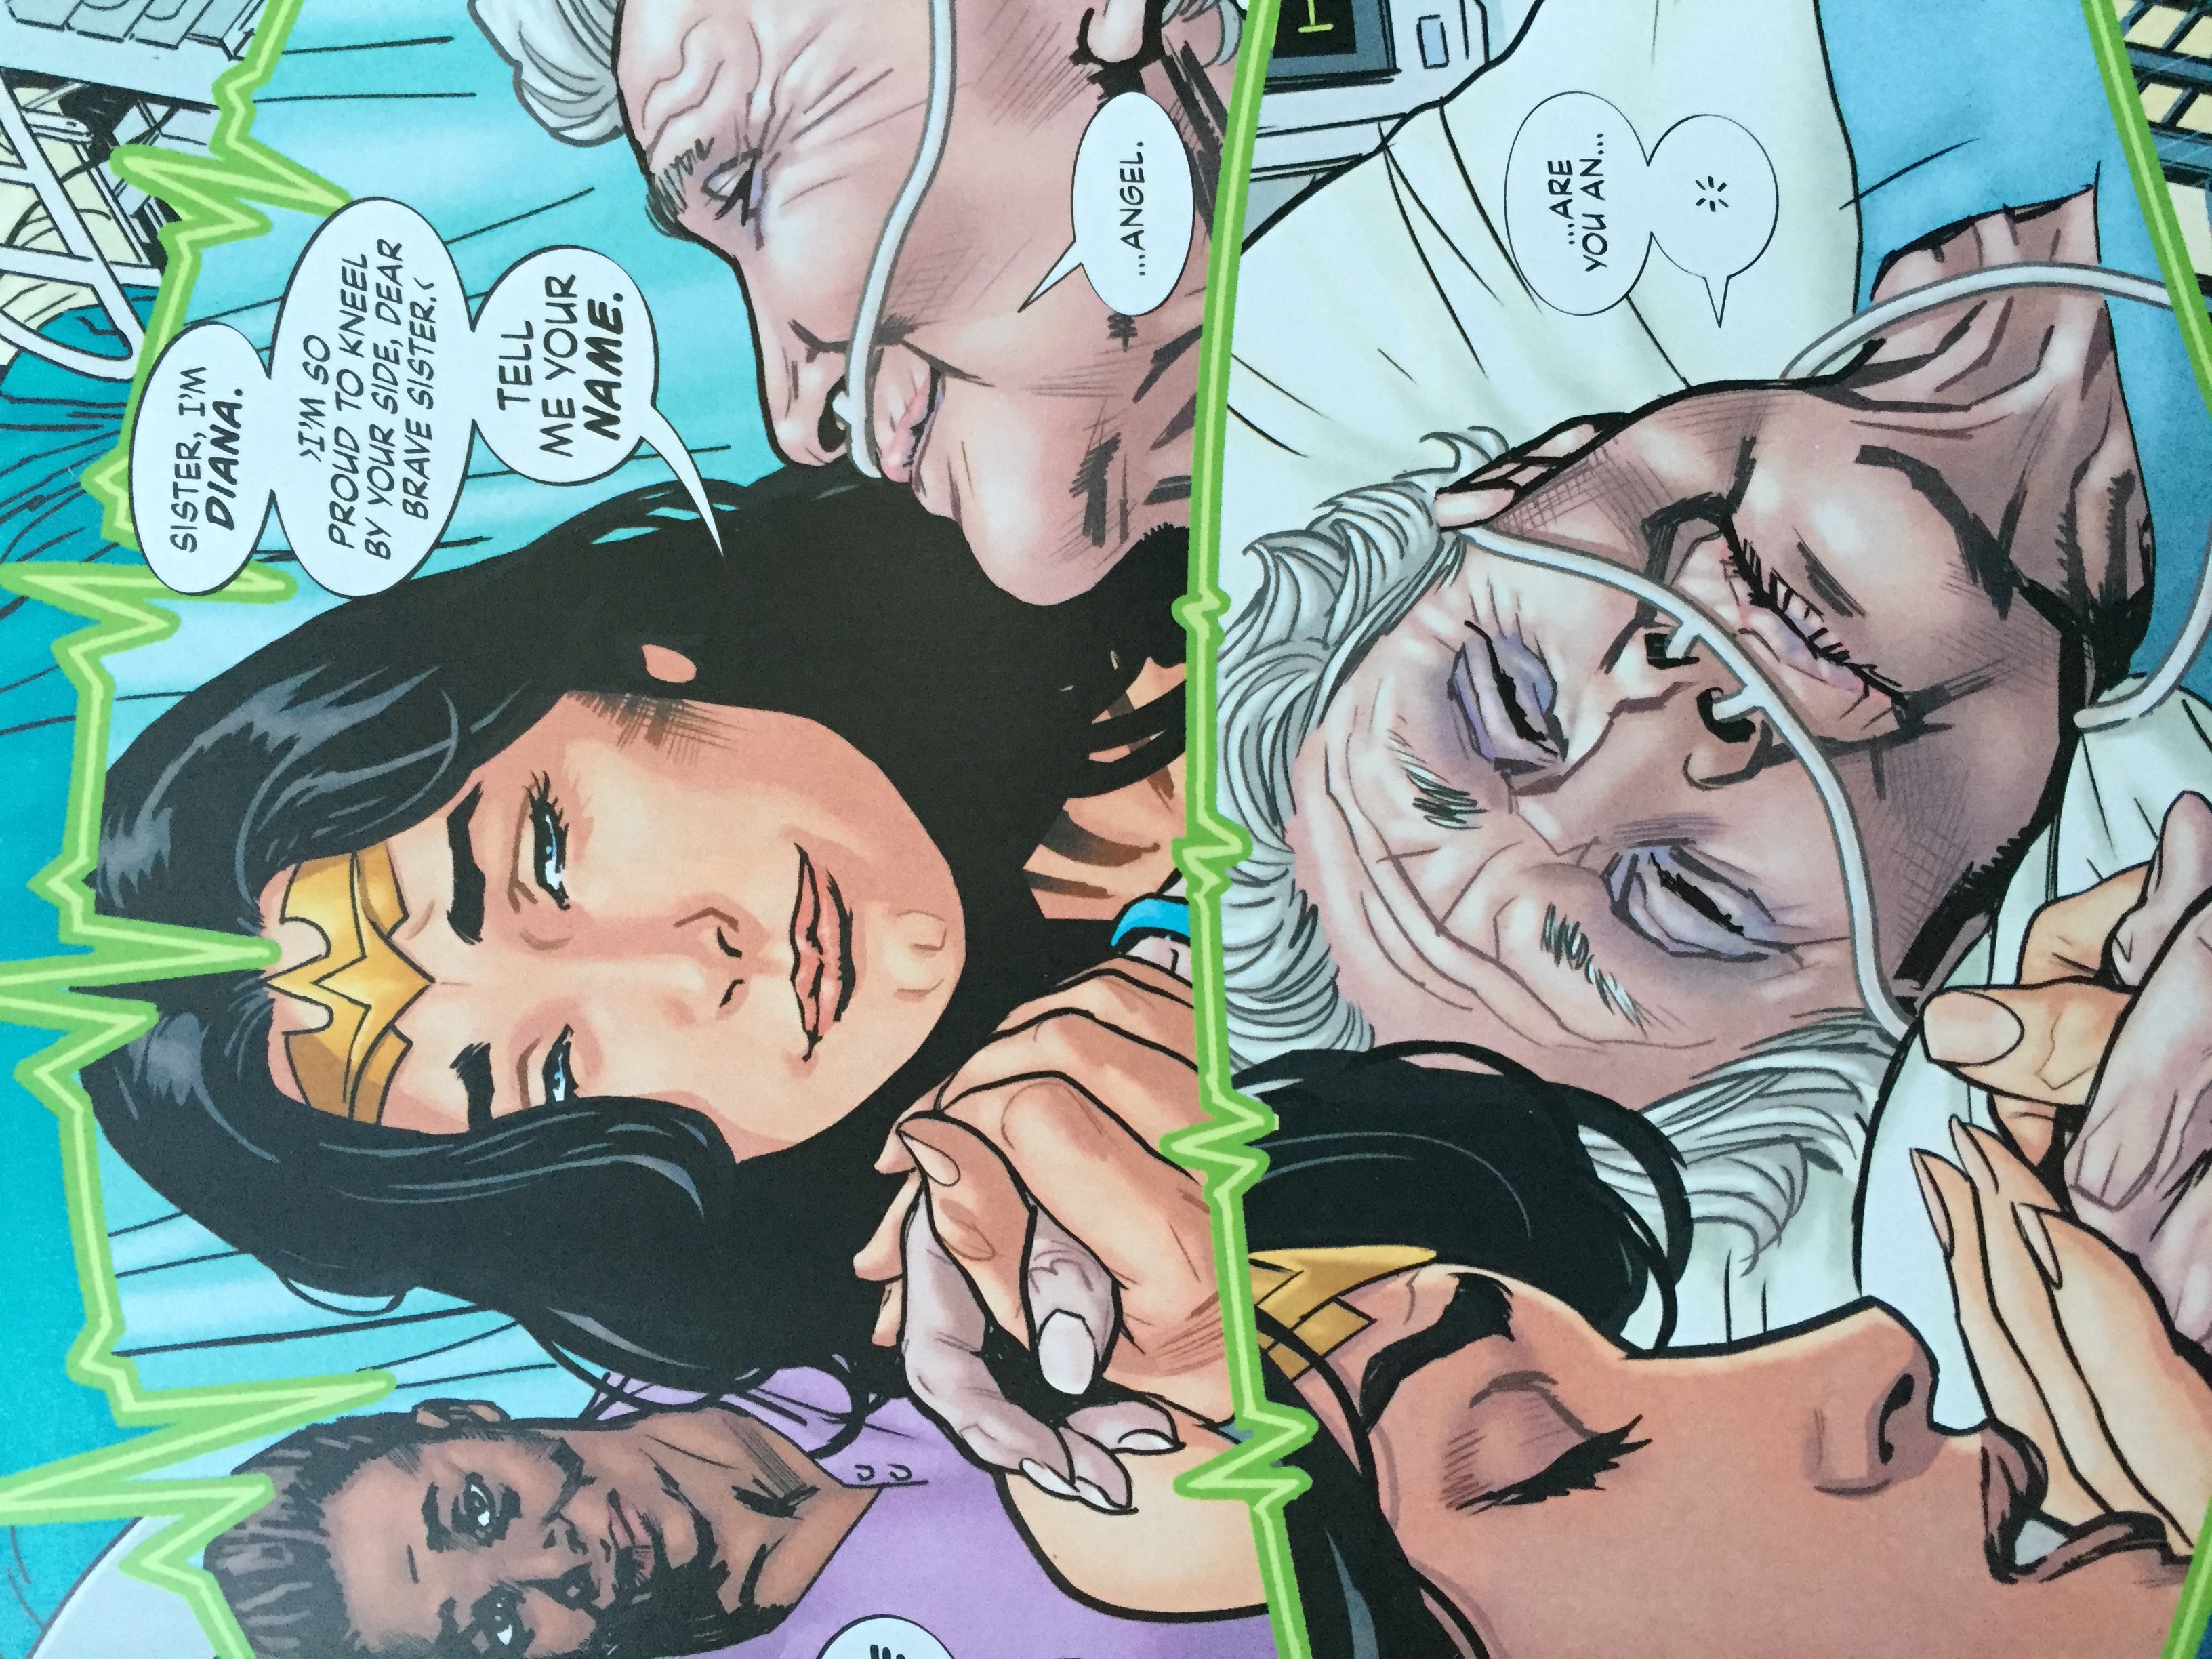 SISTER, I'M
DIANA.
›I'M SO
PROUD TO KNEEL
BY YOUR SIDE, DEAR
BRAVE SISTER.‹
TELL
ME YOUR
NAME.
...ANGEL.
...ARE
YOU AN...